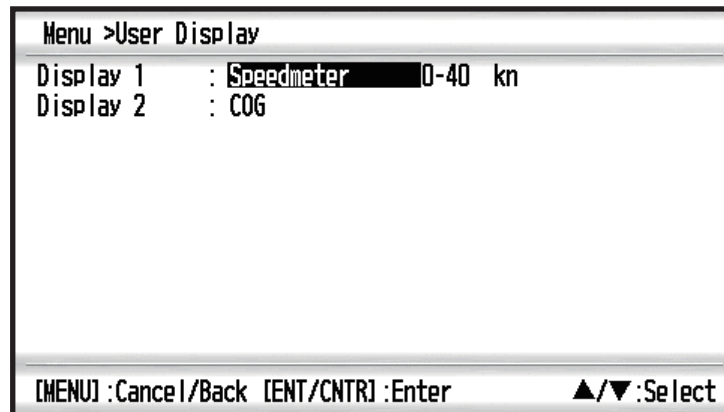 Menu >User Display
Display 1 : Speedmeter 0-40 kn
Display 2 : COG
[MENU] :Cancel/Back [ENT/CNTR] :Enter ▲/▼ :Select